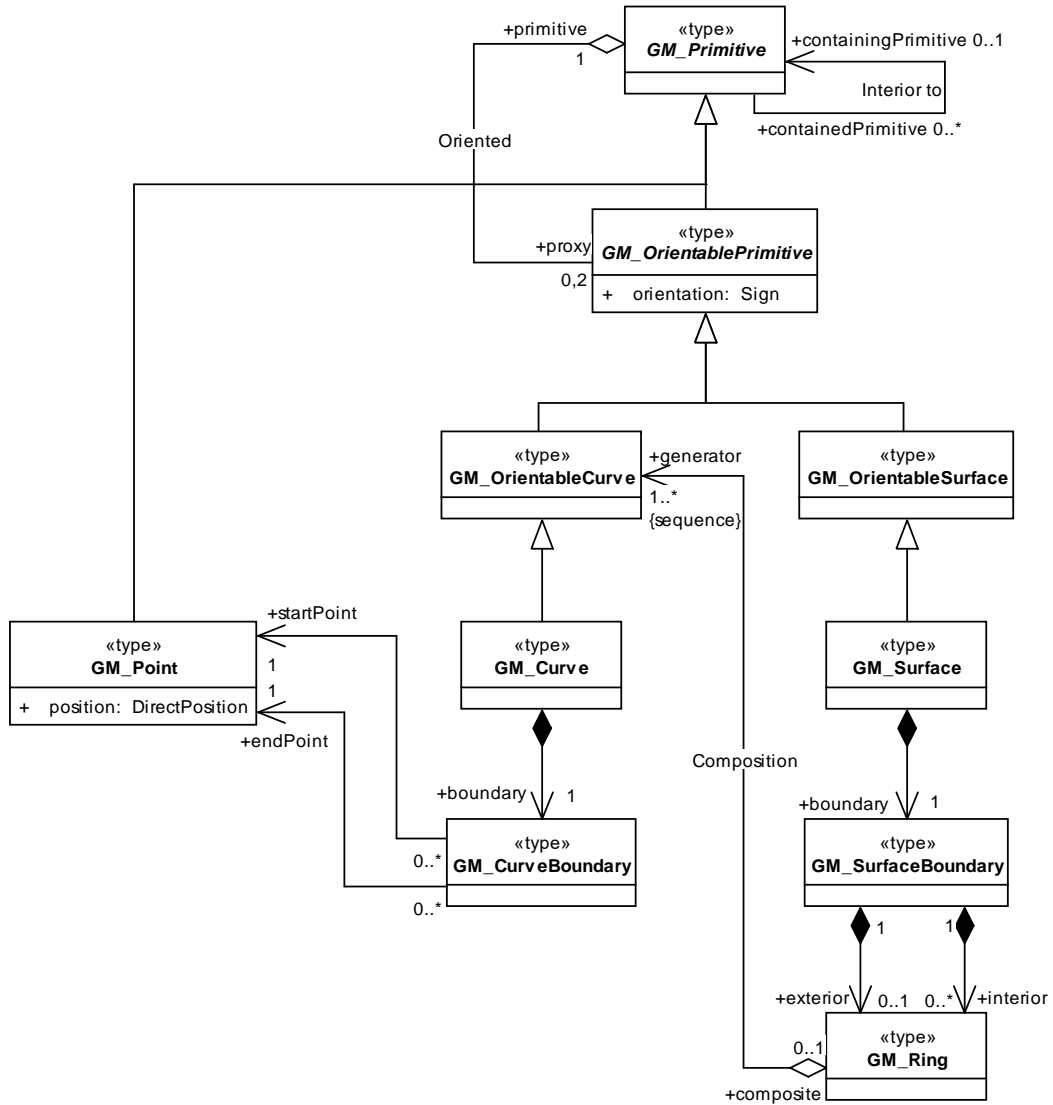 +primitive
1
«type»
GM_Primitive
+containingPrimitive 0..1
Interior to
+containedPrimitive 0..*
Oriented
+proxy
0,2
«type»
GM_OrientablePrimitive
+ orientation: Sign
«type»
GM_OrientableCurve
+generator
1..*
{sequence}
«type»
GM_OrientableSurface
«type»
GM_Point
+ position: DirectPosition
+startPoint
1
1
+endPoint
«type»
GM_Curve
«type»
GM_Surface
Composition
+boundary 1
+boundary 1
0..*
0..*
«type»
GM_CurveBoundary
«type»
GM_SurfaceBoundary
1
1
+exterior 0..1
0..* +interior
0..1
+composite
«type»
GM_Ring